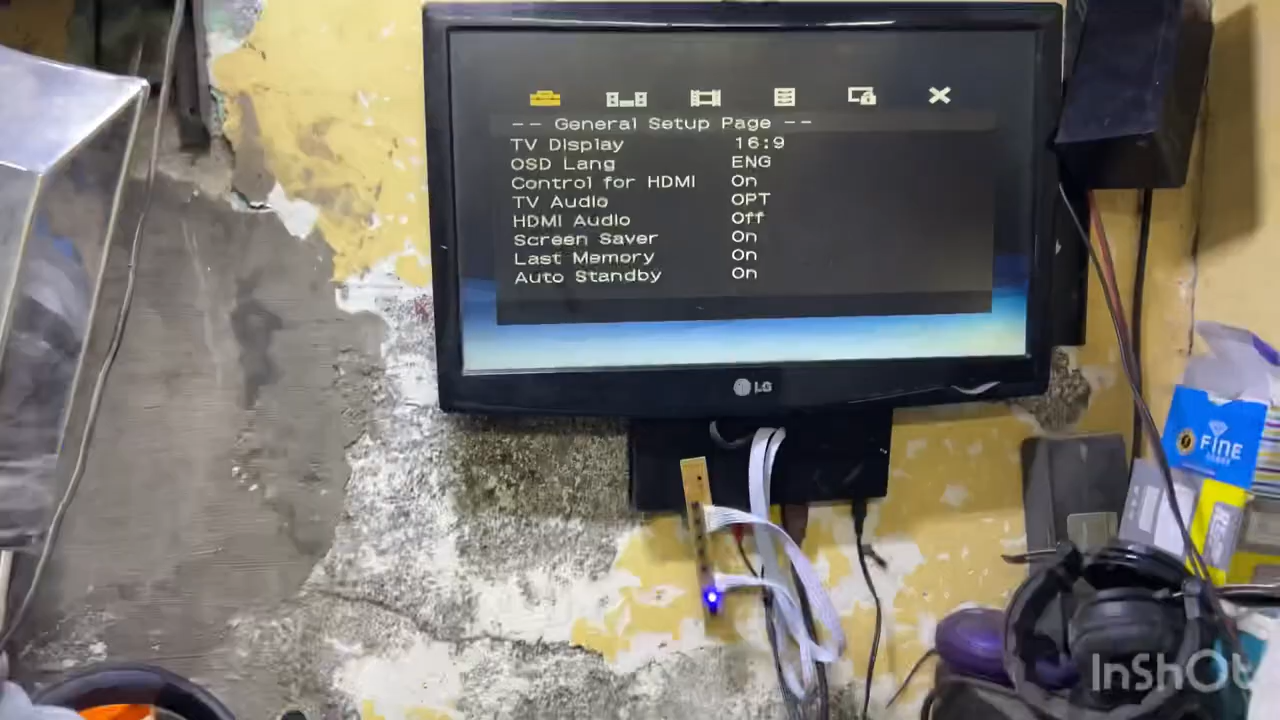 -- General Setup Page --
TV Display 16:9
OSD Lang ENG
Control for HDMI On
TV Audio OPT
HDMI Audio Off
Screen Saver On
Last Memory On
Auto Standby On
LG
FINE
InShOt